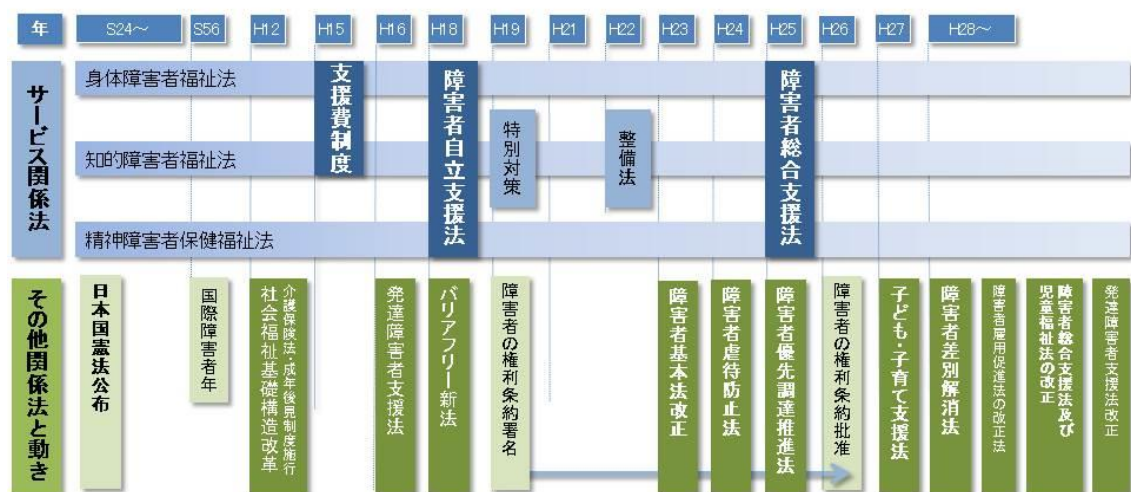 年
S24～
S56
H12
H15
H16
H18
H19
H21
H22
H23
H24
H25
H26
H27
H28～
サービス関係法
身体障害者福祉法
知的障害者福祉法
精神障害者保健福祉法
支援費制度
障害者自立支援法
特別対策
整備法
障害者総合支援法
その他関係法と動き
日本国憲法公布
国際障害者年
介護保険法・成年後見制度施行
社会福祉基礎構造改革
発達障害者支援法
バリアフリー新法
障害者の権利条約署名
障害者基本法改正
障害者虐待防止法
障害者優先調達推進法
障害者の権利条約批准
子ども・子育て支援法
障害者差別解消法
障害者雇用促進法の改正法
障害者総合支援法及び
児童福祉法の改正
発達障害者支援法改正